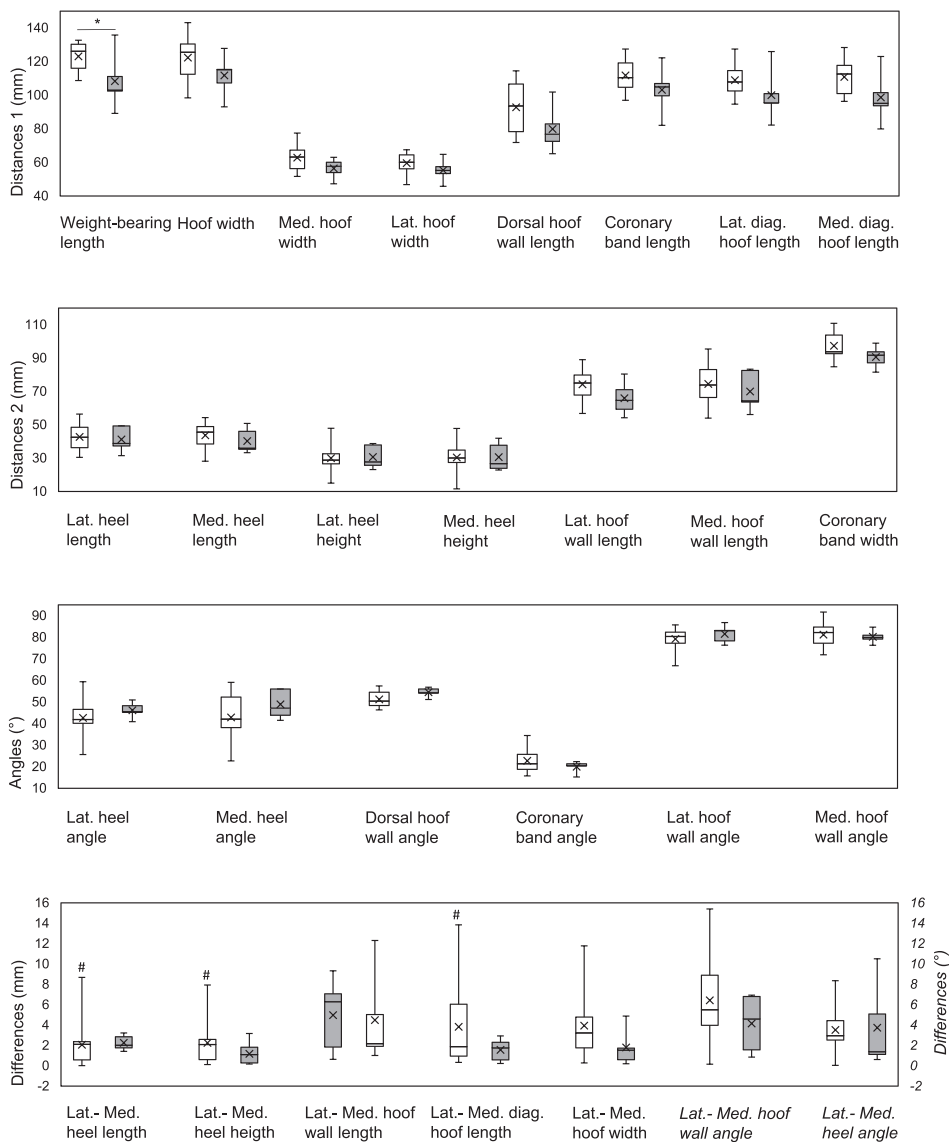 *
Distances 1 (mm)
140
120
100
80
60
40
Weight-bearing length
Hoof width
Med. hoof width
Lat. hoof width
Dorsal hoof wall length
Coronary band length
Lat. diag. hoof length
Med. diag. hoof length
Distances 2 (mm)
110
90
70
50
30
10
Lat. heel length
Med. heel length
Lat. heel height
Med. heel height
Lat. hoof wall length
Med. hoof wall length
Coronary band width
Angles (°)
90
80
70
60
50
40
30
20
10
Lat. heel angle
Med. heel angle
Dorsal hoof wall angle
Coronary band angle
Lat. hoof wall angle
Med. hoof wall angle
Differences (mm)
16
14
12
10
8
6
4
2
0
-2
#
#
#
16
14
12
10
8
6
4
2
0
-2
Differences (°)
Lat.- Med. heel length
Lat.- Med. heel heigth
Lat.- Med. hoof wall length
Lat.- Med. diag. hoof length
Lat.- Med. hoof width
Lat.- Med. hoof wall angle
Lat.- Med. heel angle